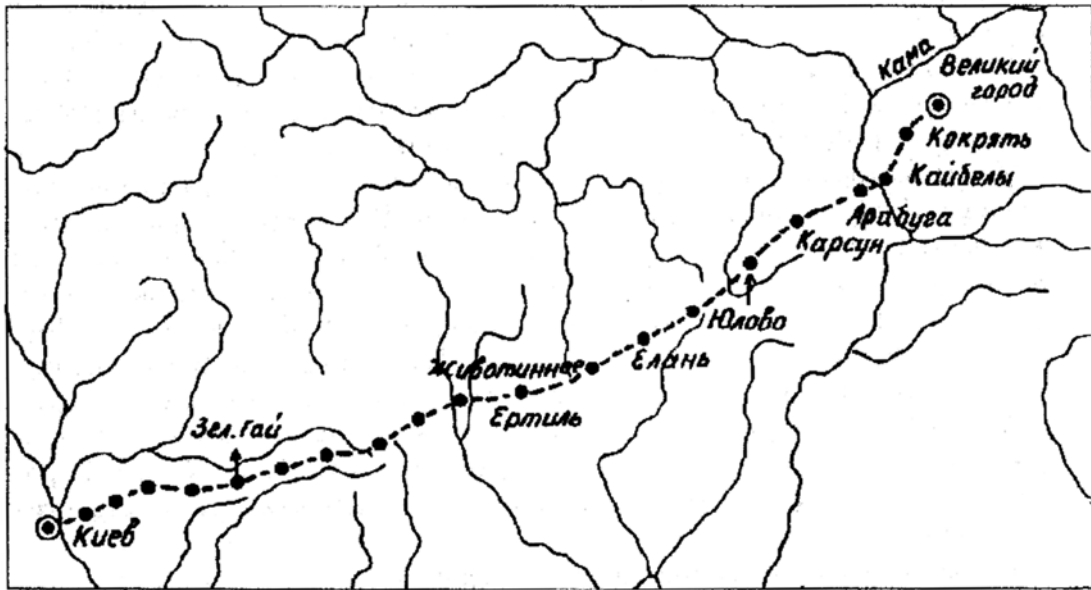 Кама
Великий
город
Кокрять
Кайбелы
Арабуга
Карсун
Юлово
Елань
Животинное
Ертиль
Зел. Гай
Киев